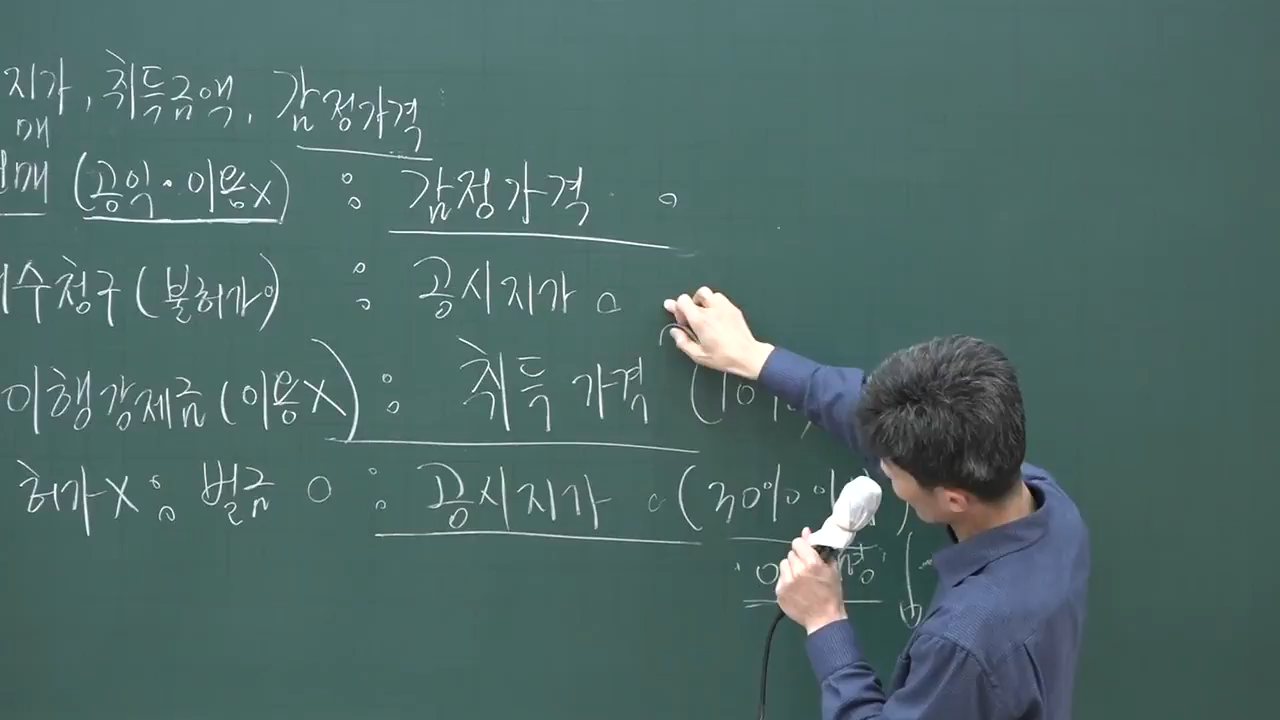 지가, 취득금액, 감정가격
매
매 (공익·이용X) : 감정가격
수청구(불허가) : 공시지가
이행강제금(이용X) : 취득가격 (10%
허가X : 벌금 : 공시지가 (30%